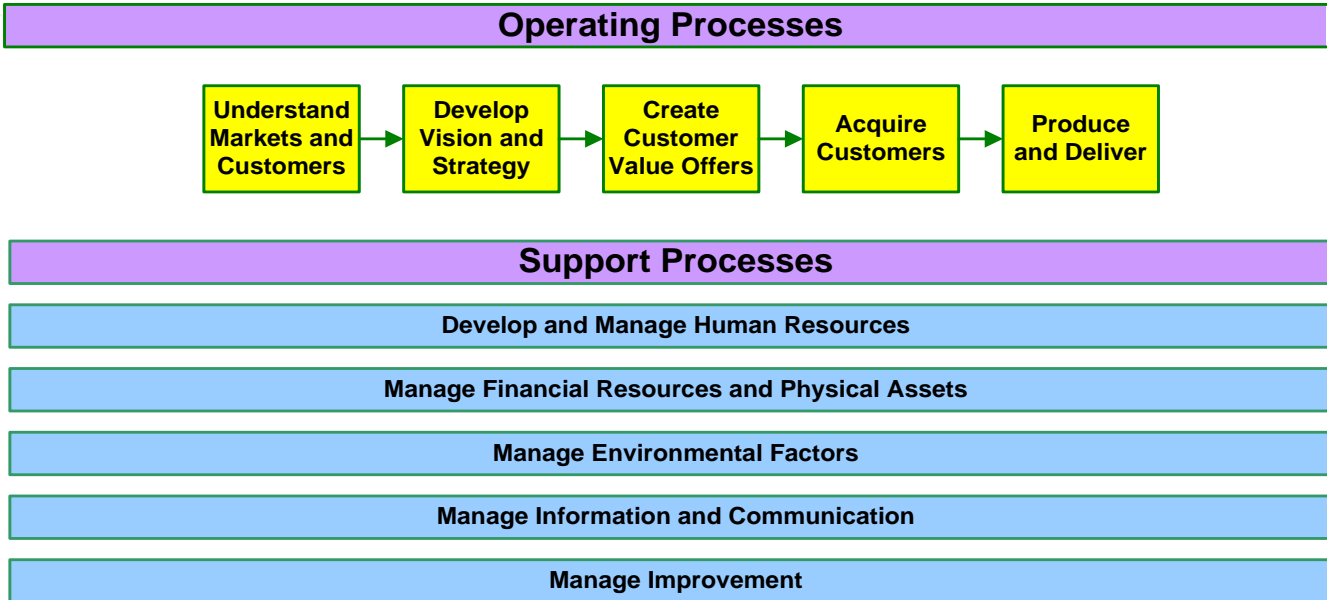 Operating Processes
Understand
Markets and
Customers
Develop
Vision and
Strategy
Create
Customer
Value Offers
Acquire
Customers
Produce
and Deliver
Support Processes
Develop and Manage Human Resources
Manage Financial Resources and Physical Assets
Manage Environmental Factors
Manage Information and Communication
Manage Improvement